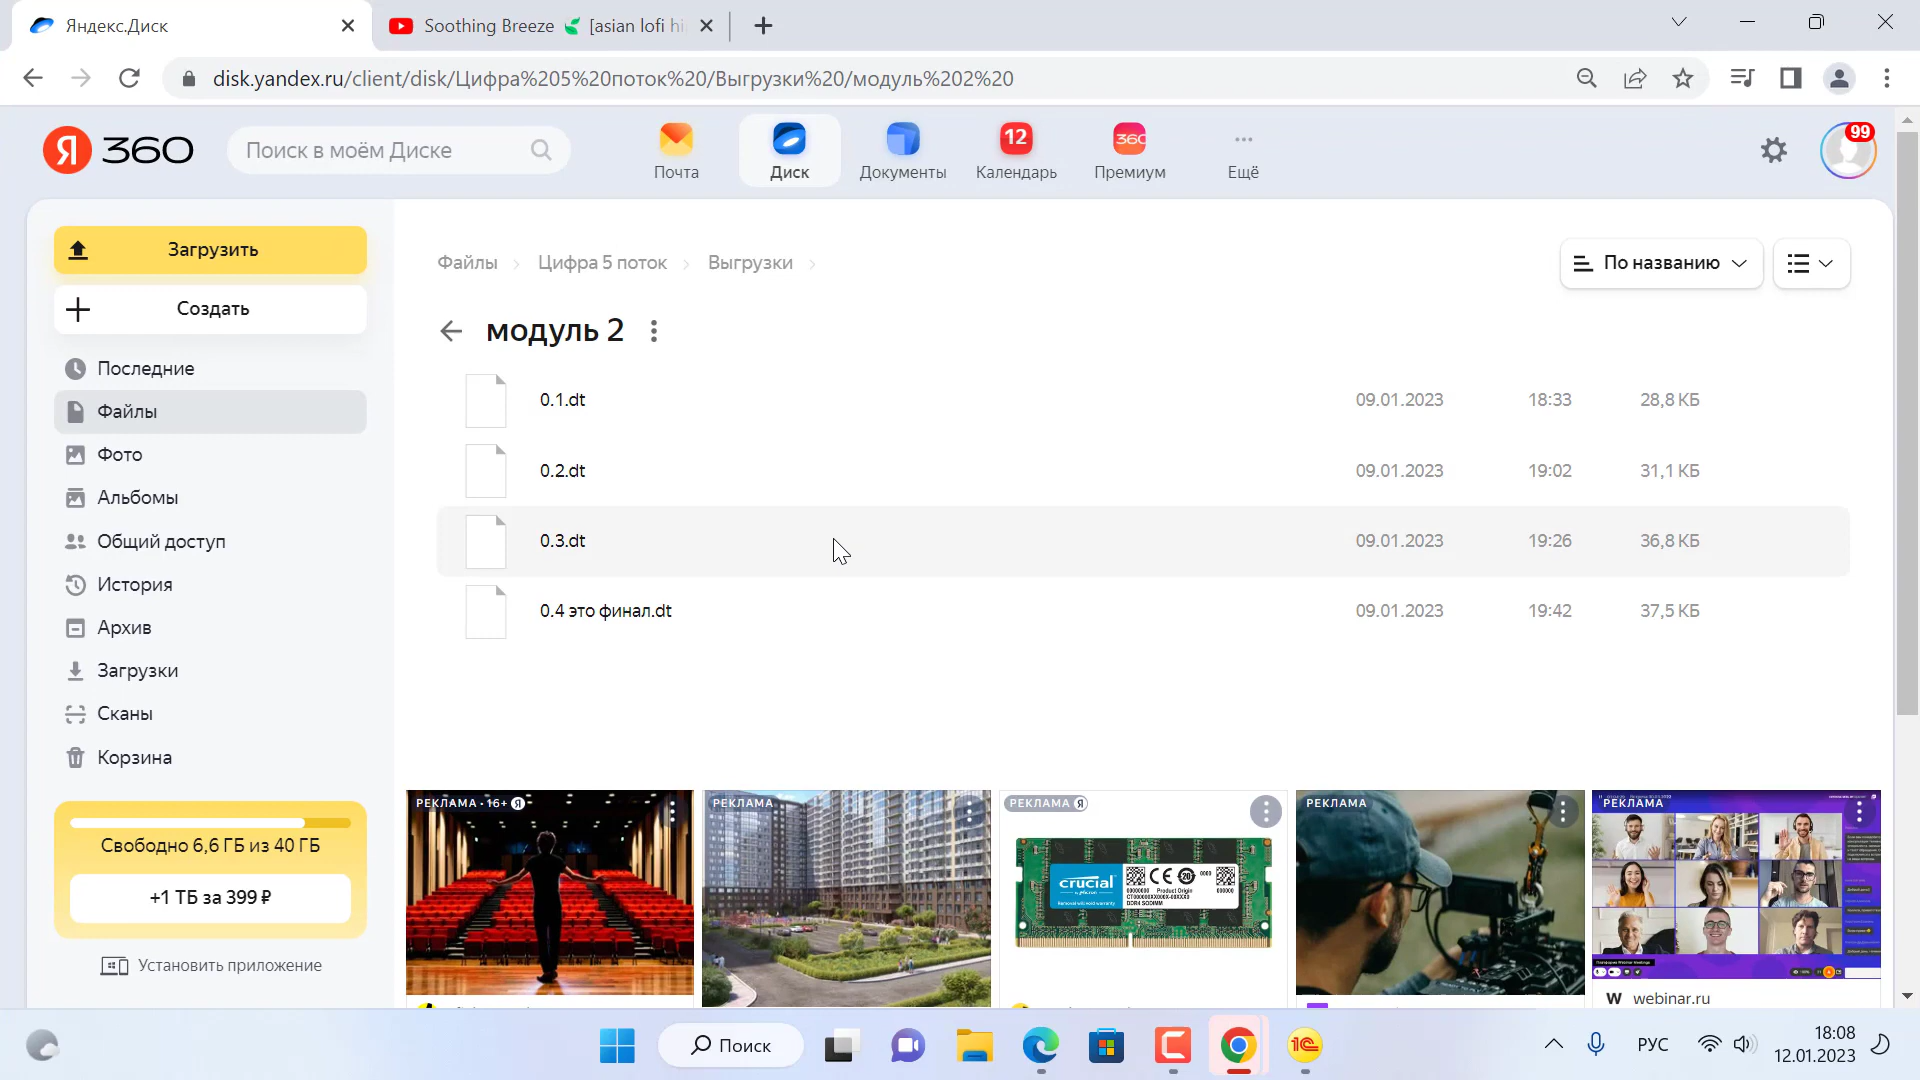 Яндекс.Диск
Soothing Breeze [asian lofi hi
disk.yandex.ru/client/disk/Цифра%205%20поток%20/Выгрузки%20/модуль%202%20
Я 360
Поиск в моём Диске
Почта
Диск
Документы
12
Календарь
360
Премиум
Ещё
99
Загрузить
Создать
Последние
Файлы
Фото
Альбомы
Общий доступ
История
Архив
Загрузки
Сканы
Корзина
Свободно 6,6 ГБ из 40 ГБ
+1 ТБ за 399 ₽
Установить приложение
Файлы
Цифра 5 поток
Выгрузки
По названию
модуль 2
0.1.dt 09.01.2023 18:33 28,8 КБ
0.2.dt 09.01.2023 19:02 31,1 КБ
0.3.dt 09.01.2023 19:26 36,8 КБ
0.4 это финал.dt 09.01.2023 19:42 37,5 КБ
РЕКЛАМА • 16+ Я
РЕКЛАМА
РЕКЛАМА Я
crucial
Product Origin
DDR4 SODIMM
РЕКЛАМА
РЕКЛАМА
W webinar.ru
Поиск
1С
РУС
18:08
12.01.2023